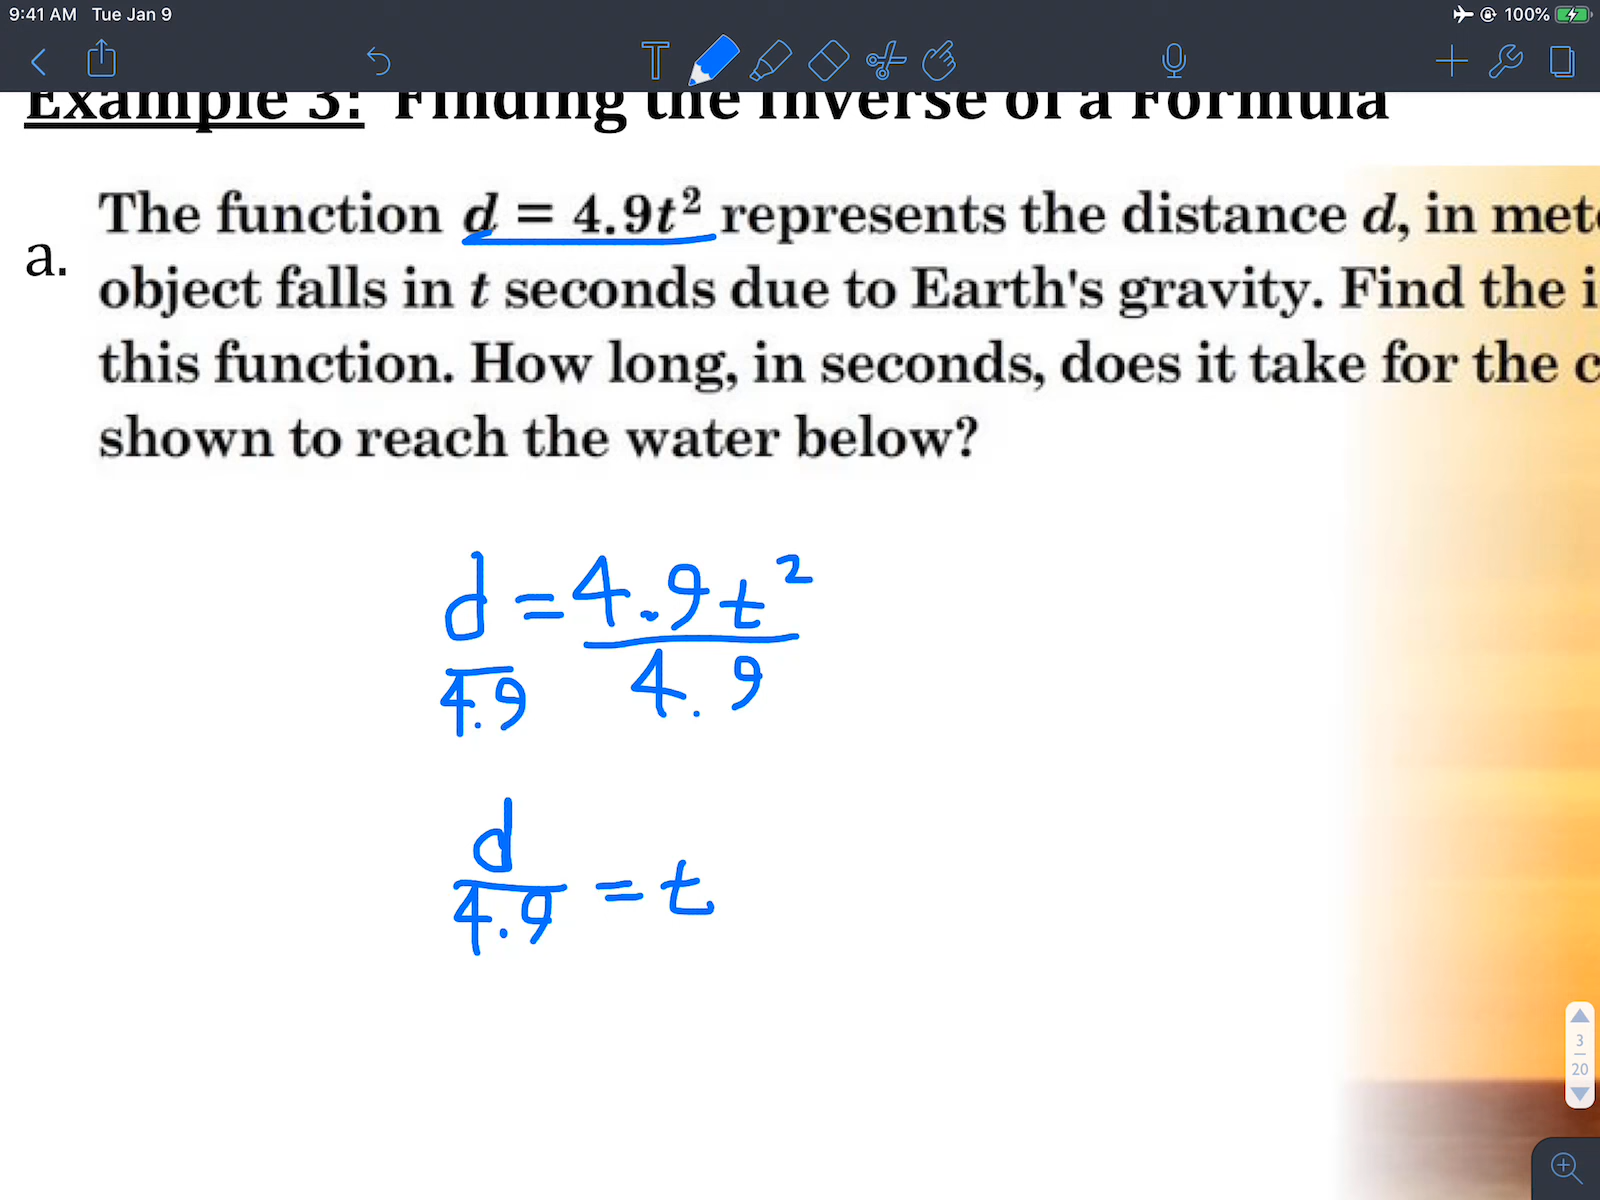 9:41 AM Tue Jan 9
100%
T
Example 3: Finding the Inverse of a Formula
a.
The function d = 4.9t² represents the distance d, in
object falls in t seconds due to Earth's gravity. Find the
this function. How long, in seconds, does it take for the
shown to reach the water below?
d = 4.9t²
4.9 4.9
d
4.9 = t
3
20